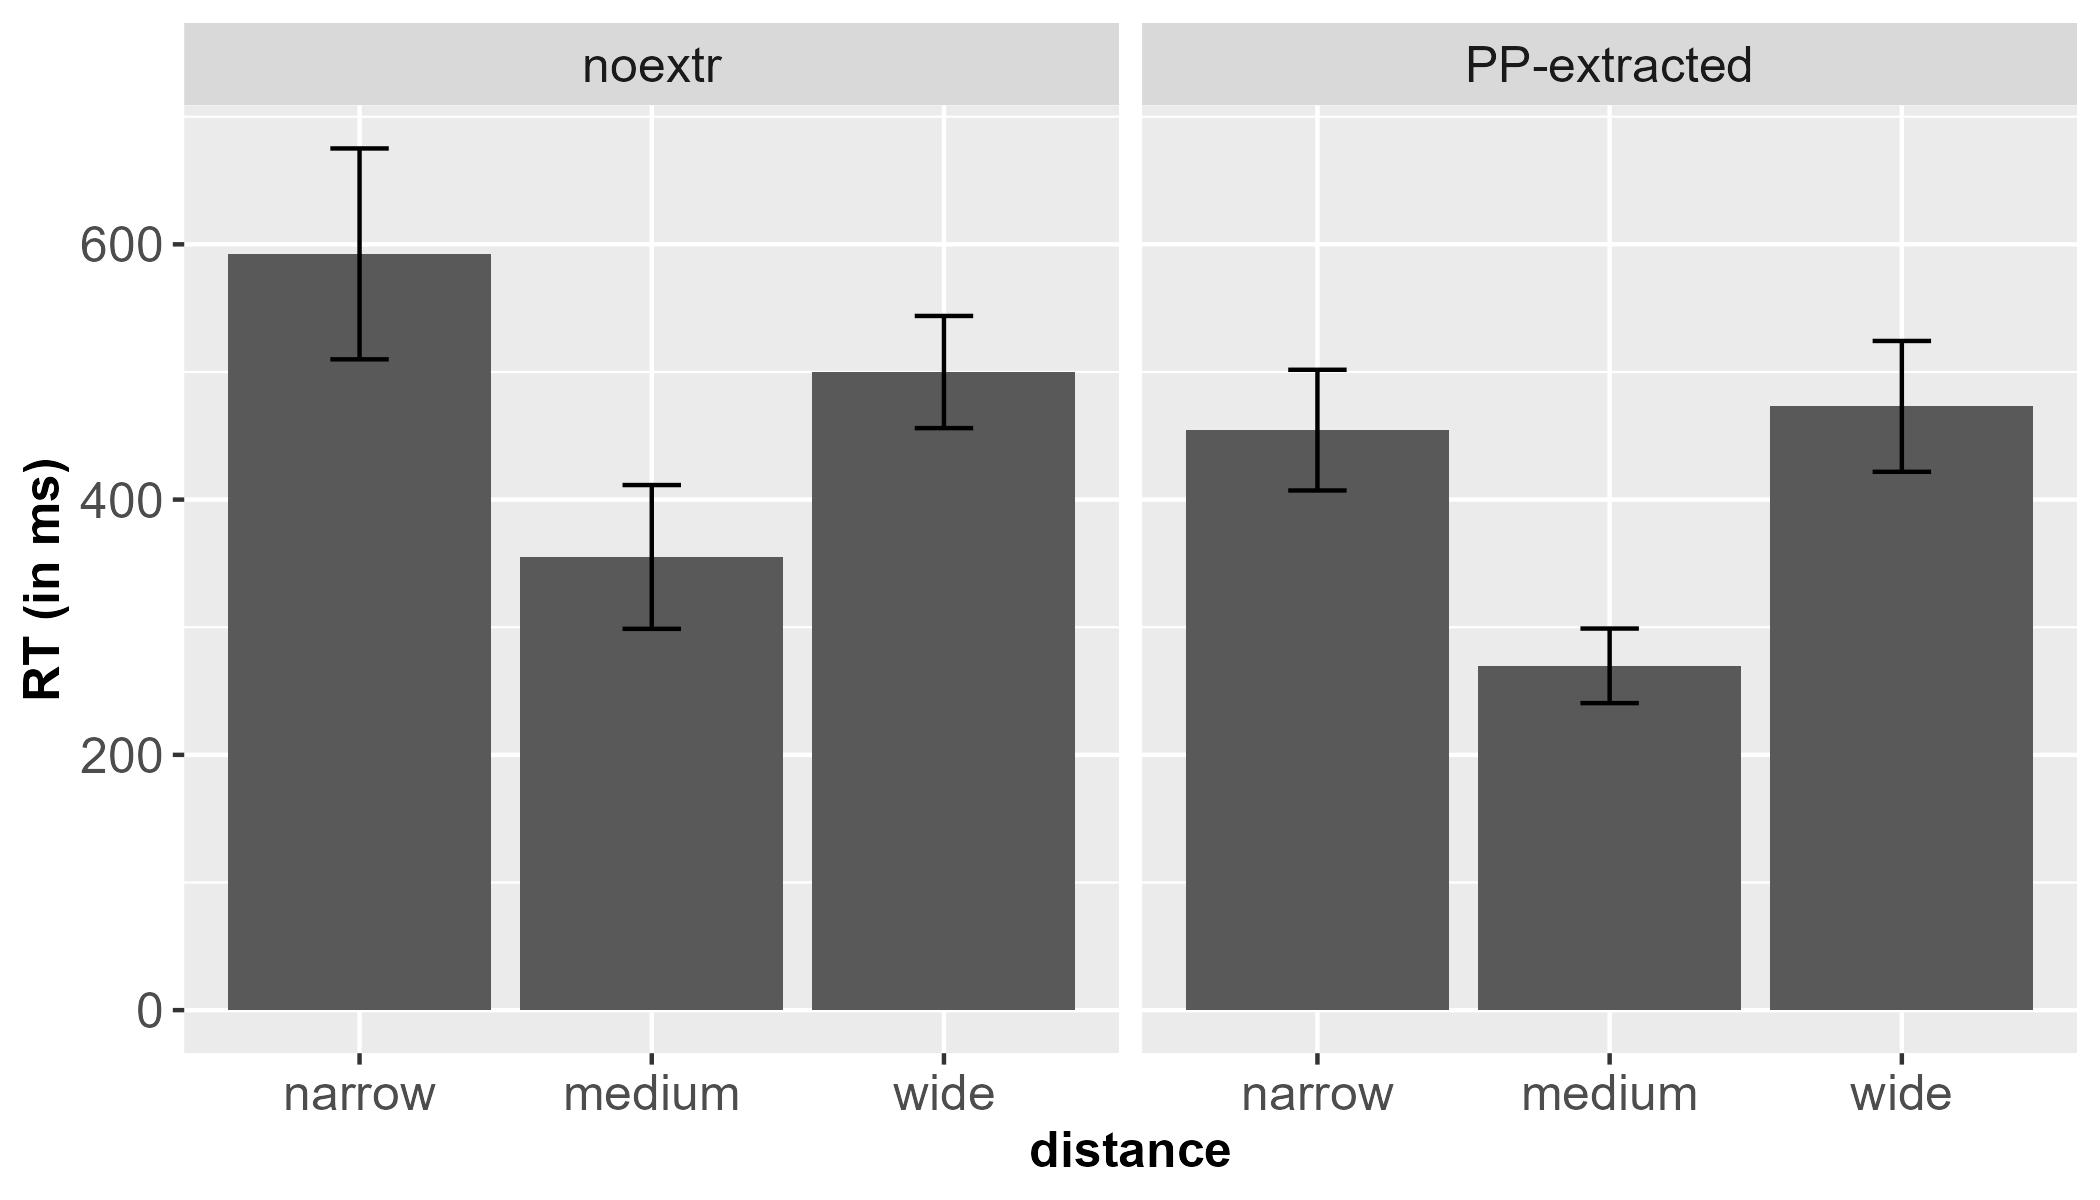 noextr
PP-extracted
RT (in ms)
600
400
200
0
narrow medium wide narrow medium wide
distance